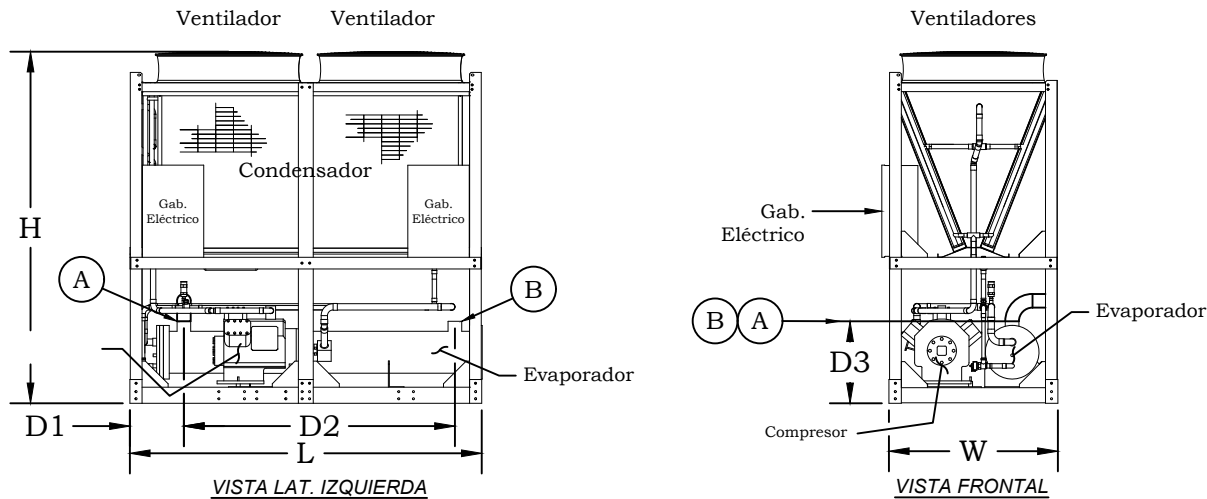 Ventilador
Ventilador
Ventiladores
H
Condensador
Gab.
Eléctrico
Gab.
Eléctrico
Gab.
Eléctrico
A
B
B
A
Evaporador
Evaporador
D3
Compresor
D1
D2
L
W
VISTA LAT. IZQUIERDA
VISTA FRONTAL